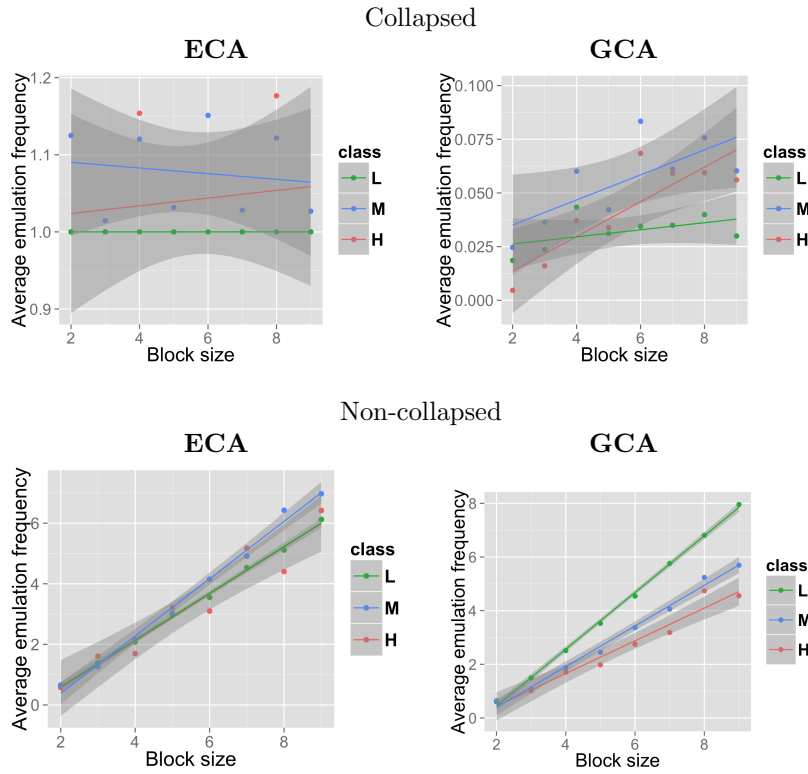 Collapsed
ECA
GCA
Average emulation frequency
1.2
1.1
1.0
0.9
2
4
6
8
Block size
class
L
M
H
Average emulation frequency
0.100
0.075
0.050
0.025
0.000
2
4
6
8
Block size
class
L
M
H
Non-collapsed
ECA
GCA
Average emulation frequency
6
4
2
0
2
4
6
8
Block size
class
L
M
H
Average emulation frequency
8
6
4
2
0
2
4
6
8
Block size
class
L
M
H